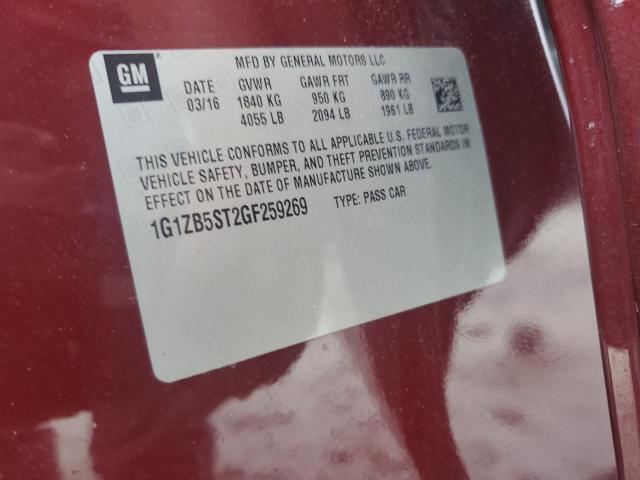 GM
MFD BY GENERAL MOTORS LLC
DATE GVWR GAWR FRT GAWR RR
03/16 1840 KG 950 KG 890 KG
4055 LB 2094 LB 1961 LB
THIS VEHICLE CONFORMS TO ALL APPLICABLE U.S. FEDERAL MOTOR
VEHICLE SAFETY, BUMPER, AND THEFT PREVENTION STANDARDS IN
EFFECT ON THE DATE OF MANUFACTURE SHOWN ABOVE.
1G1ZB5ST2GF259269 TYPE: PASS CAR